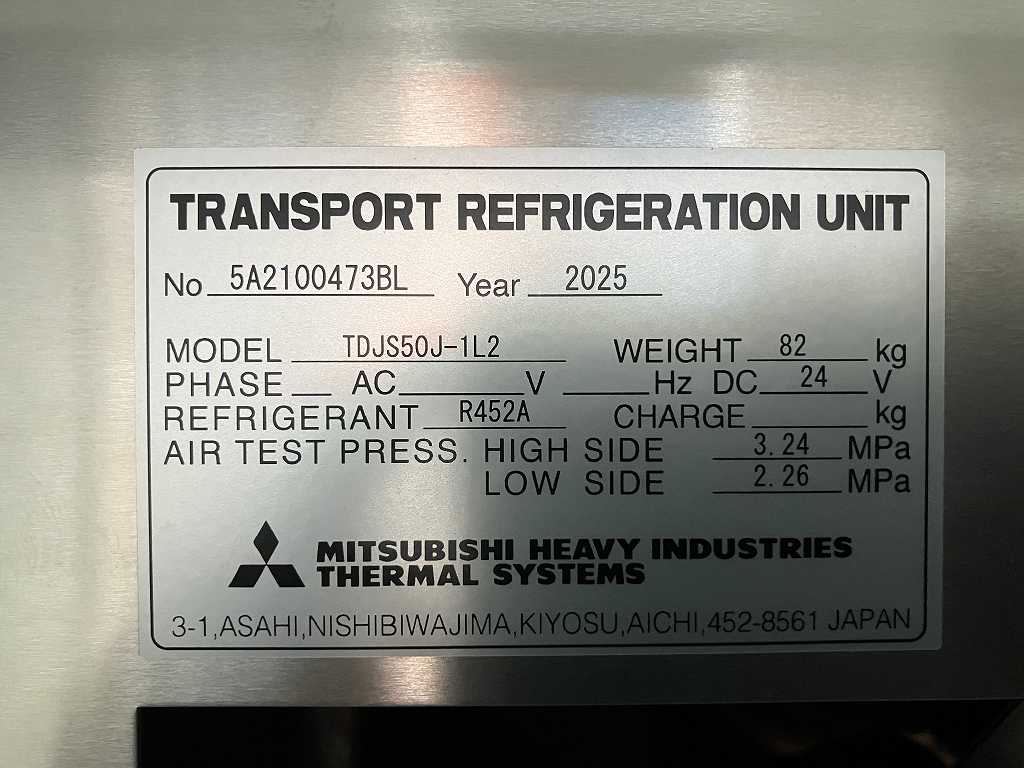 TRANSPORT REFRIGERATION UNIT
No 5A2100473BL Year 2025
MODEL TDJS50J-1L2 WEIGHT 82 kg
PHASE AC V Hz DC 24 V
REFRIGERANT R452A CHARGE kg
AIR TEST PRESS. HIGH SIDE 3.24 MPa
LOW SIDE 2.26 MPa
MITSUBISHI HEAVY INDUSTRIES
THERMAL SYSTEMS
3-1,ASAHI,NISHIBIWAJIMA,KIYOSU,AICHI,452-8561 JAPAN